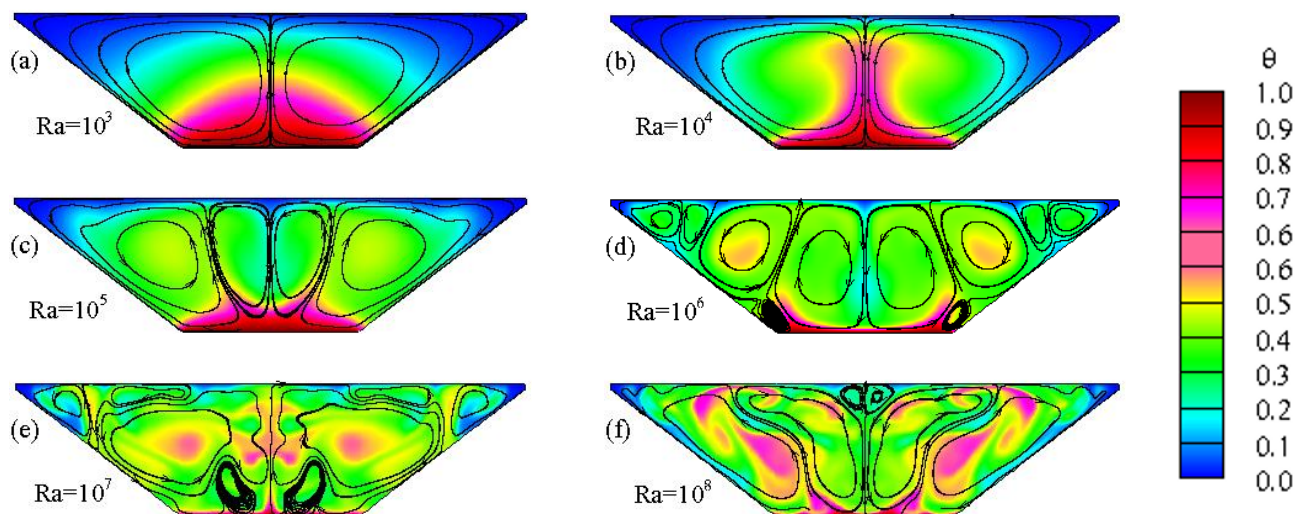 (a)
Ra=10³
(b)
Ra=10⁴
(c)
Ra=10⁵
(d)
Ra=10⁶
(e)
Ra=10⁷
(f)
Ra=10⁸
θ
1.0
0.9
0.8
0.7
0.6
0.6
0.5
0.4
0.3
0.2
0.1
0.0